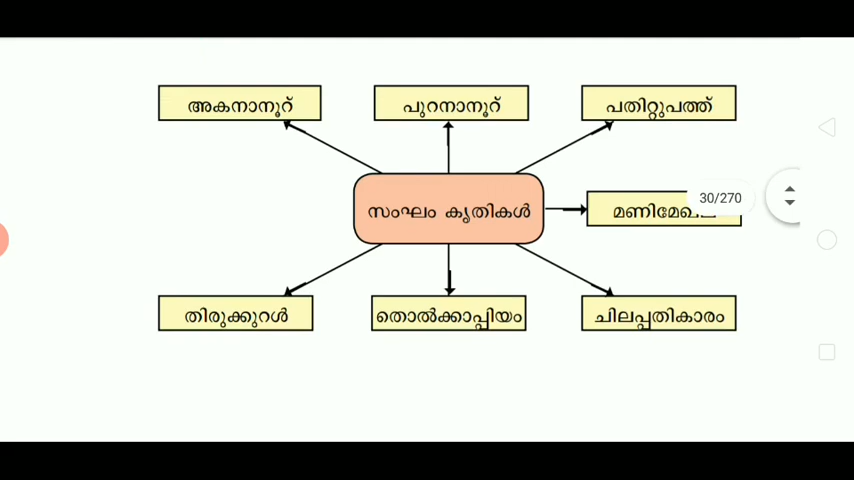 അകനാനൂറ്
പുറനാനൂറ്
പതിറ്റുപത്ത്
സംഘം കൃതികൾ
30/270
തിരുക്കുറൾ
തൊൽക്കാപ്പിയം
ചിലപ്പതികാരം